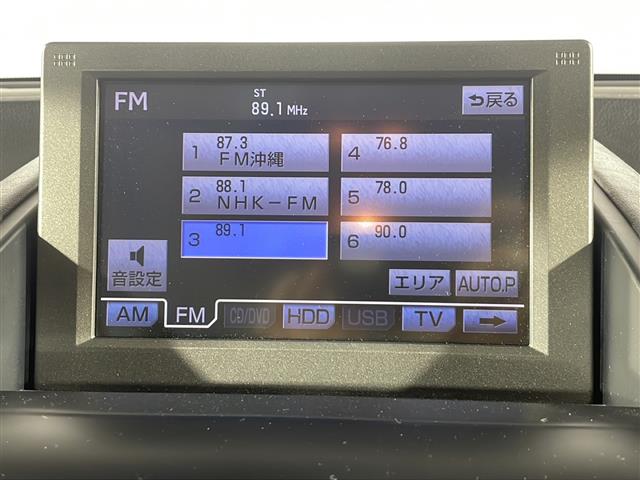 FM
ST
89.1 MHz
戻る
1 87.3 FM沖縄
4 76.8
2 88.1 NHK-FM
5 78.0
3 89.1
6 90.0
音設定
エリア AUTO.P
AM FM CD/DVD HDD USB TV